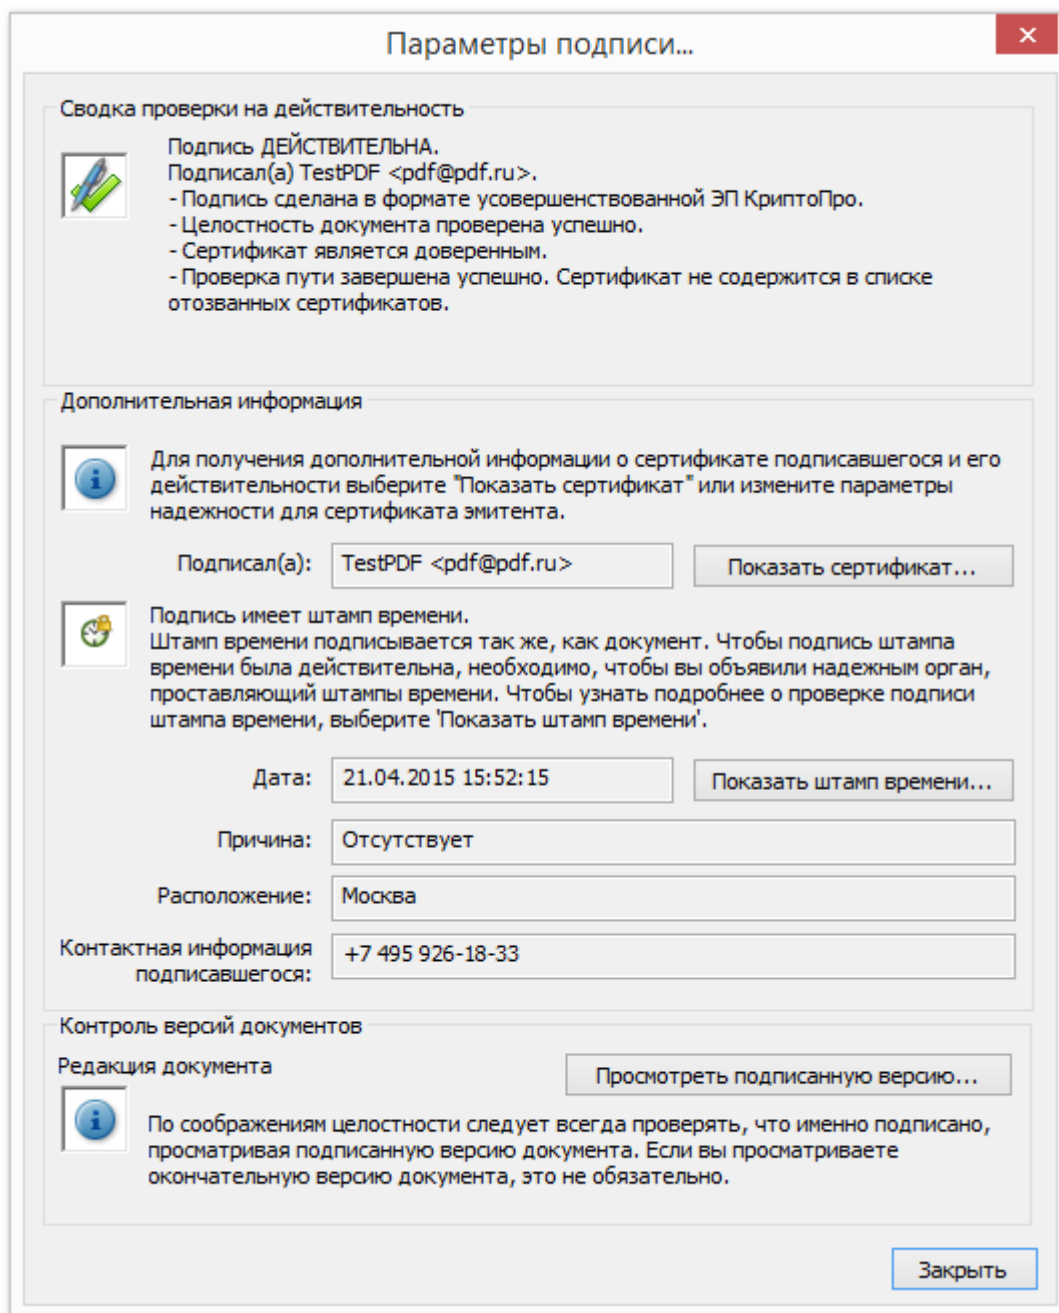 Параметры подписи...
Сводка проверки на действительность
Подпись ДЕЙСТВИТЕЛЬНА.
Подписал(а) TestPDF <pdf@pdf.ru>.
- Подпись сделана в формате усовершенствованной ЭП КриптоПро.
- Целостность документа проверена успешно.
- Сертификат является доверенным.
- Проверка пути завершена успешно. Сертификат не содержится в списке
отозванных сертификатов.
Дополнительная информация
Для получения дополнительной информации о сертификате подписавшегося и его
действительности выберите "Показать сертификат" или измените параметры
надежности для сертификата эмитента.
Подписал(а): TestPDF <pdf@pdf.ru> Показать сертификат...
Подпись имеет штамп времени.
Штамп времени подписывается так же, как документ. Чтобы подпись штампа
времени была действительна, необходимо, чтобы вы объявили надежным орган,
проставляющий штампы времени. Чтобы узнать подробнее о проверке подписи
штампа времени, выберите 'Показать штамп времени'.
Дата: 21.04.2015 15:52:15 Показать штамп времени...
Причина: Отсутствует
Расположение: Москва
Контактная информация
подписавшегося: +7 495 926-18-33
Контроль версий документов
Редакция документа Просмотреть подписанную версию...
По соображениям целостности следует всегда проверять, что именно подписано,
просматривая подписанную версию документа. Если вы просматриваете
окончательную версию документа, это не обязательно.
Закрыть